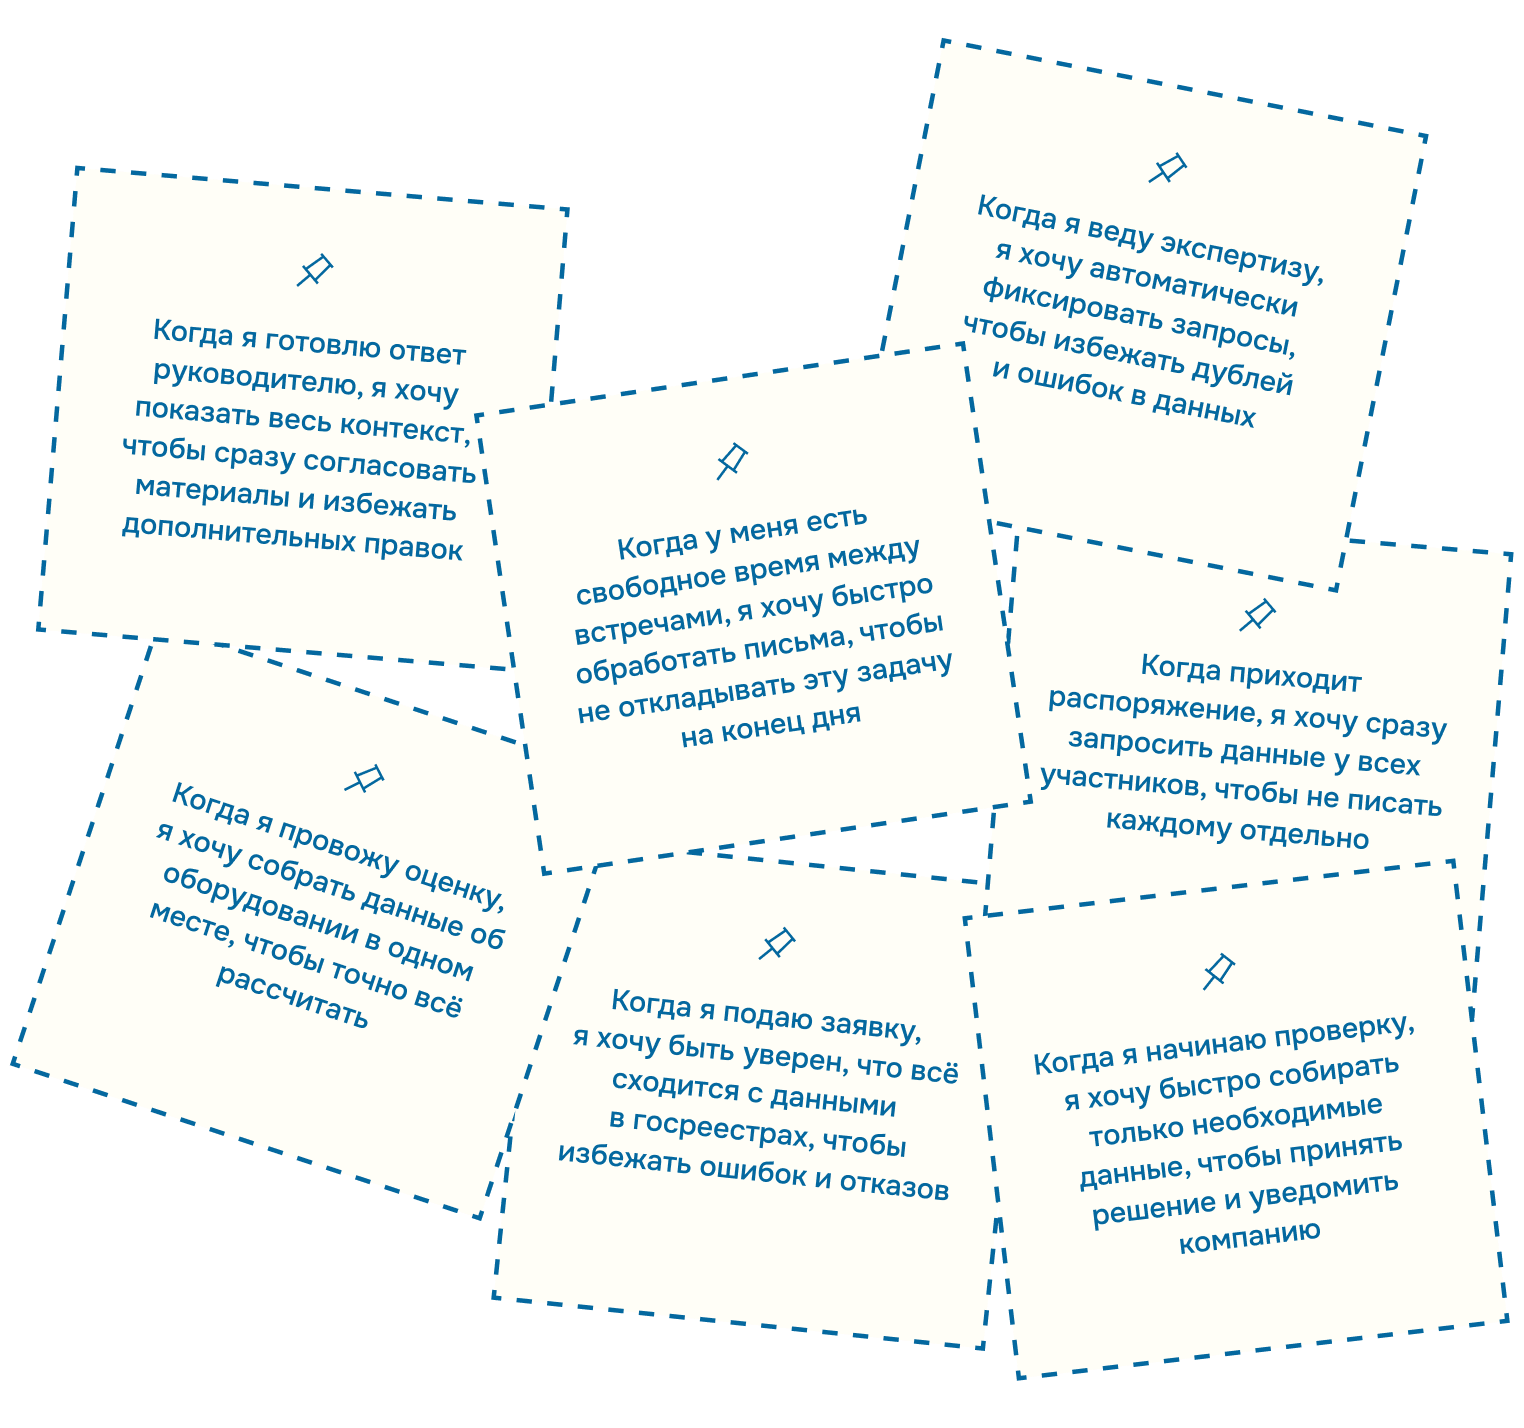 Когда я веду экспертизу,
я хочу автоматически
фиксировать запросы,
чтобы избежать дублей
и ошибок в данных
Когда я готовлю ответ
руководителю, я хочу
показать весь контекст,
чтобы сразу согласовать
материалы и избежать
дополнительных правок
Когда у меня есть
свободное время между
встречами, я хочу быстро
обработать письма, чтобы
не откладывать эту задачу
на конец дня
Когда приходит
распоряжение, я хочу сразу
запросить данные у всех
участников, чтобы не писать
каждому отдельно
Когда я провожу оценку,
я хочу собрать данные об
оборудовании в одном
месте, чтобы точно всё
рассчитать
Когда я подаю заявку,
я хочу быть уверен, что всё
сходится с данными
в госреестрах, чтобы
избежать ошибок и отказов
Когда я начинаю проверку,
я хочу быстро собирать
только необходимые
данные, чтобы принять
решение и уведомить
компанию